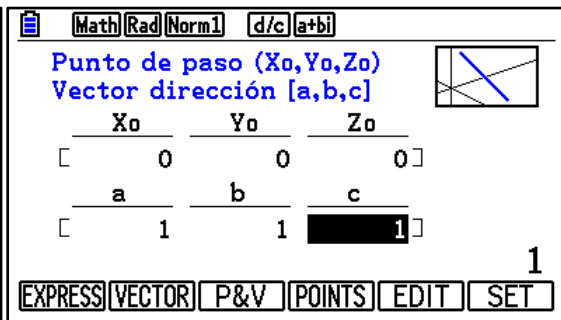 Math Rad Norm1 d/c a+bi
Punto de paso (Xo,Yo,Zo)
Vector dirección [a,b,c]
Xo Yo Zo
[ 0 0 0 ]
a b c
[ 1 1 1 ]
1
EXPRESS VECTOR P&V POINTS EDIT SET